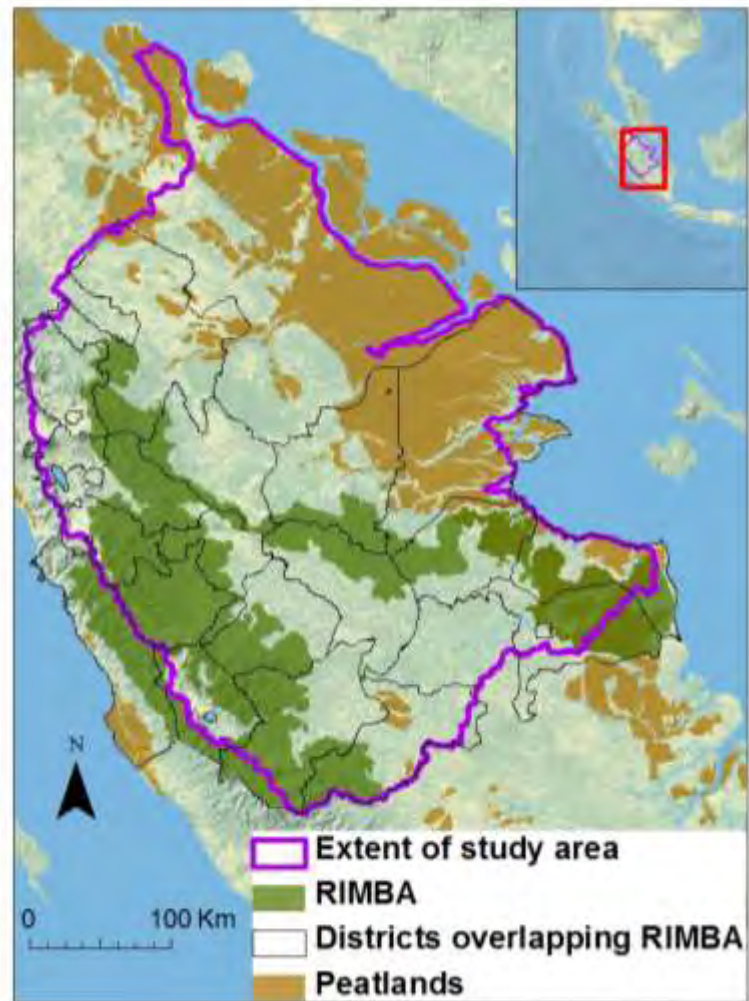 N
Extent of study area
RIMBA
0 100 Km
Districts overlapping RIMBA
Peatlands